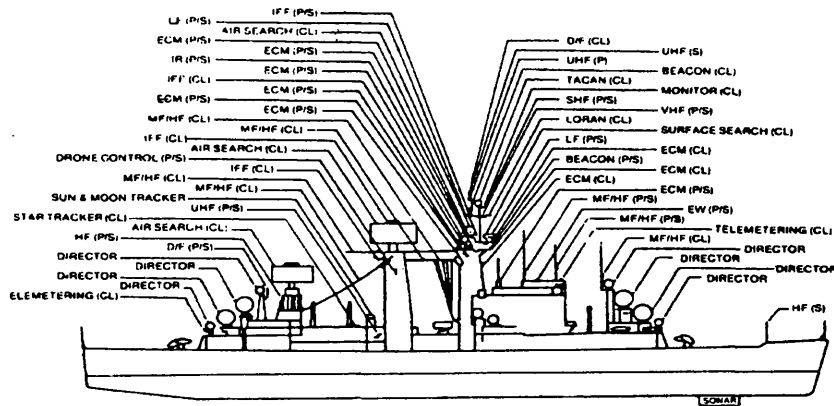 IFF (P/S)
LF (P/S)
AIR SEARCH (CL)
ECM (P/S)
ECM (P/S)
IR (P/S)
ECM (P/S)
IFF (CL)
ECM (P/S)
ECM (P/S)
ECM (P/S)
MF/HF (CL)
MF/HF (CL)
IFF (CL)
AIR SEARCH (CL)
DRONE CONTROL (P/S)
IFF (CL)
MF/HF (CL)
MF/HF (CL)
SUN & MOON TRACKER
UHF (P/S)
STAR TRACKER (CL)
AIR SEARCH (CL)
HF (P/S)
D/F (P/S)
DIRECTOR
DIRECTOR
DIRECTOR
DIRECTOR
DIRECTOR
ELEMETERING (CL)
D/F (CL)
UHF (S)
UHF (P)
BEACON (CL)
TACAN (CL)
MONITOR (CL)
SHF (P/S)
VHF (P/S)
LORAN (CL)
SURFACE SEARCH (CL)
LF (P/S)
ECM (CL)
BEACON (P/S)
ECM (CL)
ECM (CL)
ECM (P/S)
MF/HF (P/S)
EW (P/S)
MF/HF (P/S)
TELEMETERING (CL)
MF/HF (CL)
DIRECTOR
DIRECTOR
DIRECTOR
DIRECTOR
HF (S)
SONAR